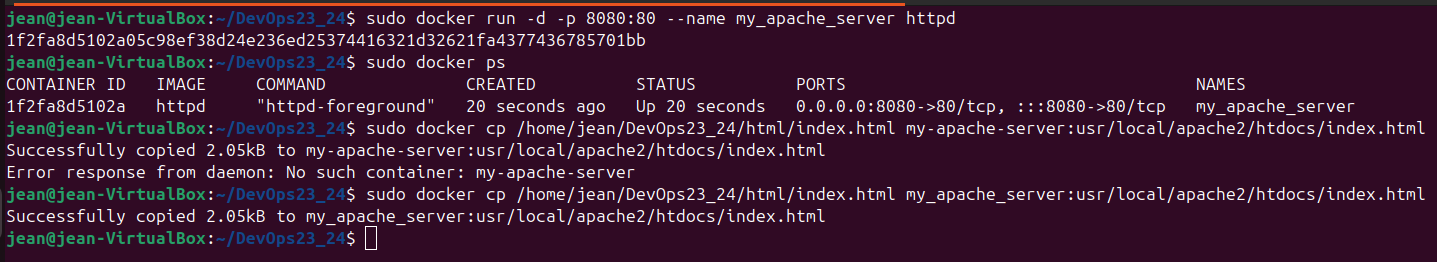 jean@jean-VirtualBox:~/DevOps23_24$ sudo docker run -d -p 8080:80 --name my_apache_server httpd
1f2fa8d5102a05c98ef38d24e236ed25374416321d32621fa4377436785701bb
jean@jean-VirtualBox:~/DevOps23_24$ sudo docker ps
CONTAINER ID   IMAGE     COMMAND              CREATED          STATUS          PORTS                                   NAMES
1f2fa8d5102a   httpd     "httpd-foreground"   20 seconds ago   Up 20 seconds   0.0.0.0:8080->80/tcp, :::8080->80/tcp   my_apache_server
jean@jean-VirtualBox:~/DevOps23_24$ sudo docker cp /home/jean/DevOps23_24/html/index.html my-apache-server:usr/local/apache2/htdocs/index.html
Successfully copied 2.05kB to my-apache-server:usr/local/apache2/htdocs/index.html
Error response from daemon: No such container: my-apache-server
jean@jean-VirtualBox:~/DevOps23_24$ sudo docker cp /home/jean/DevOps23_24/html/index.html my_apache_server:usr/local/apache2/htdocs/index.html
Successfully copied 2.05kB to my_apache_server:usr/local/apache2/htdocs/index.html
jean@jean-VirtualBox:~/DevOps23_24$